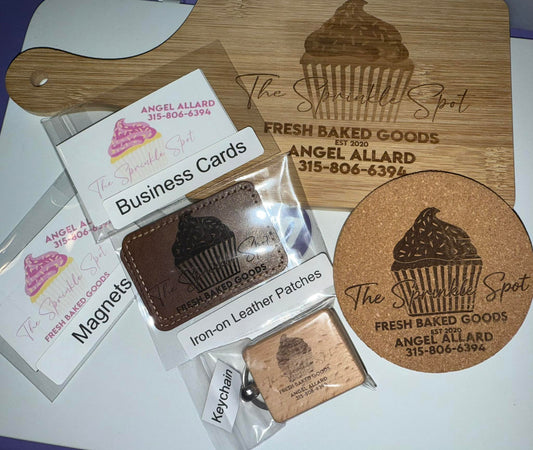 The Sprinkle Spot
FRESH BAKED GOODS
EST 2020
ANGEL ALLARD
315-806-6394
ANGEL ALLARD
315-806-6394
The Sprinkle Spot
Business Cards
ANGEL ALLARD
315-806-6394
The Sprinkle Spot
FRESH BAKED GOODS
Magnets
The Sprinkle Spot
FRESH BAKED GOODS
Iron-on Leather Patches
The Sprinkle Spot
FRESH BAKED GOODS
EST 2020
ANGEL ALLARD
315-806-6394
Keychain
FRESH BAKED GOODS
ANGEL ALLARD